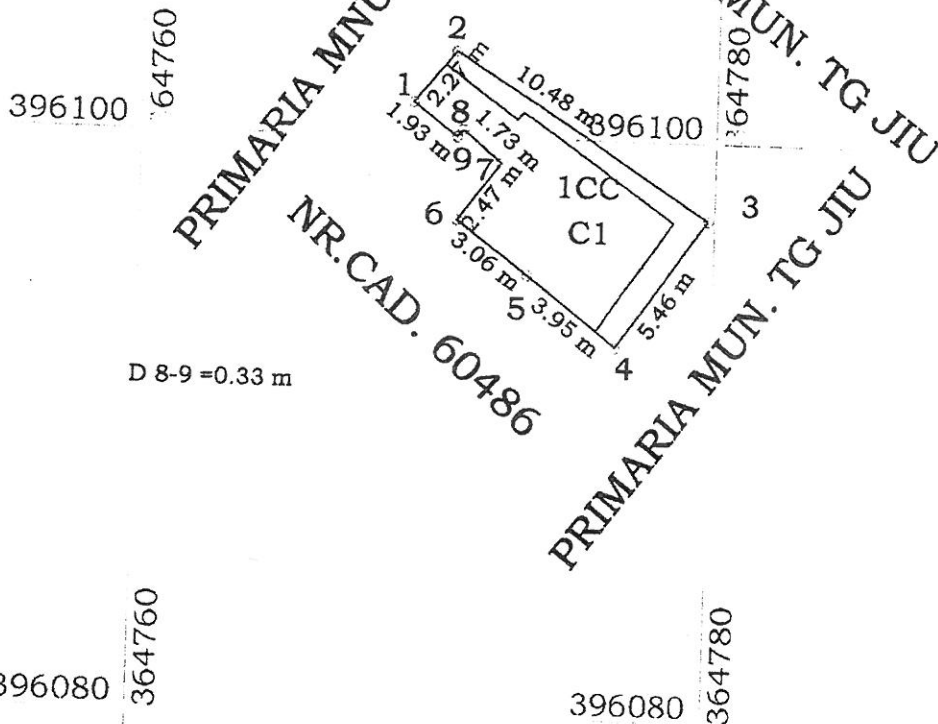 PRIMARIA MNU
MUN. TG JIU
64760
364780
396100
396100
2
1
2.27 m
10.48 m
8
1.93 m
1.73 m
97
2.47 m
1CC
C1
3
6
3.06 m
5
3.95 m
4
5.46 m
NR.CAD. 60486
PRIMARIA MUN. TG JIU
D 8-9 =0.33 m
364760
364780
396080
396080